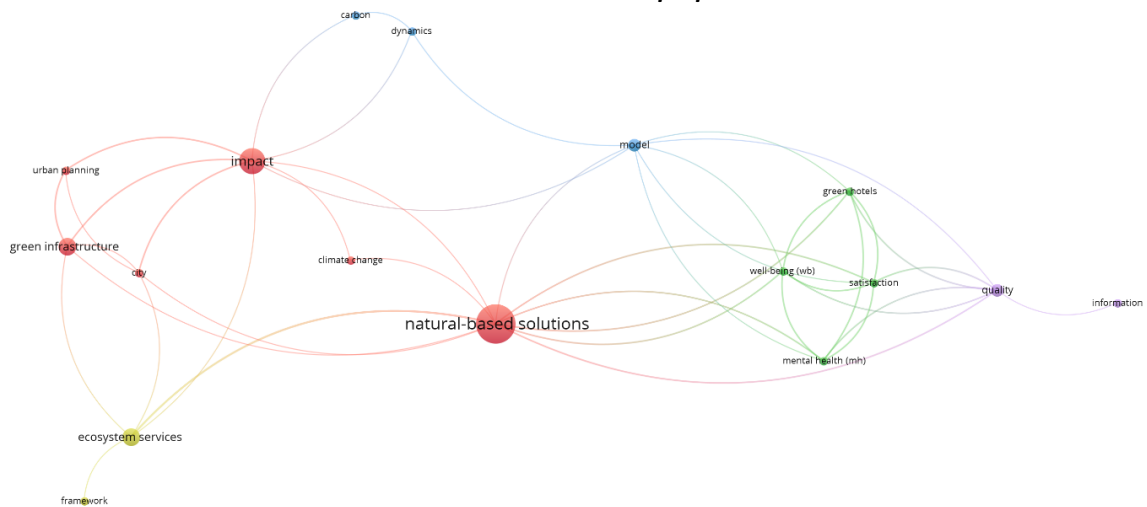 carbon
dynamics
model
impact
urban planning
green hotels
green infrastructure
climate change
city
well-being (wb)
satisfaction
quality
information
natural-based solutions
mental health (mh)
ecosystem services
framework